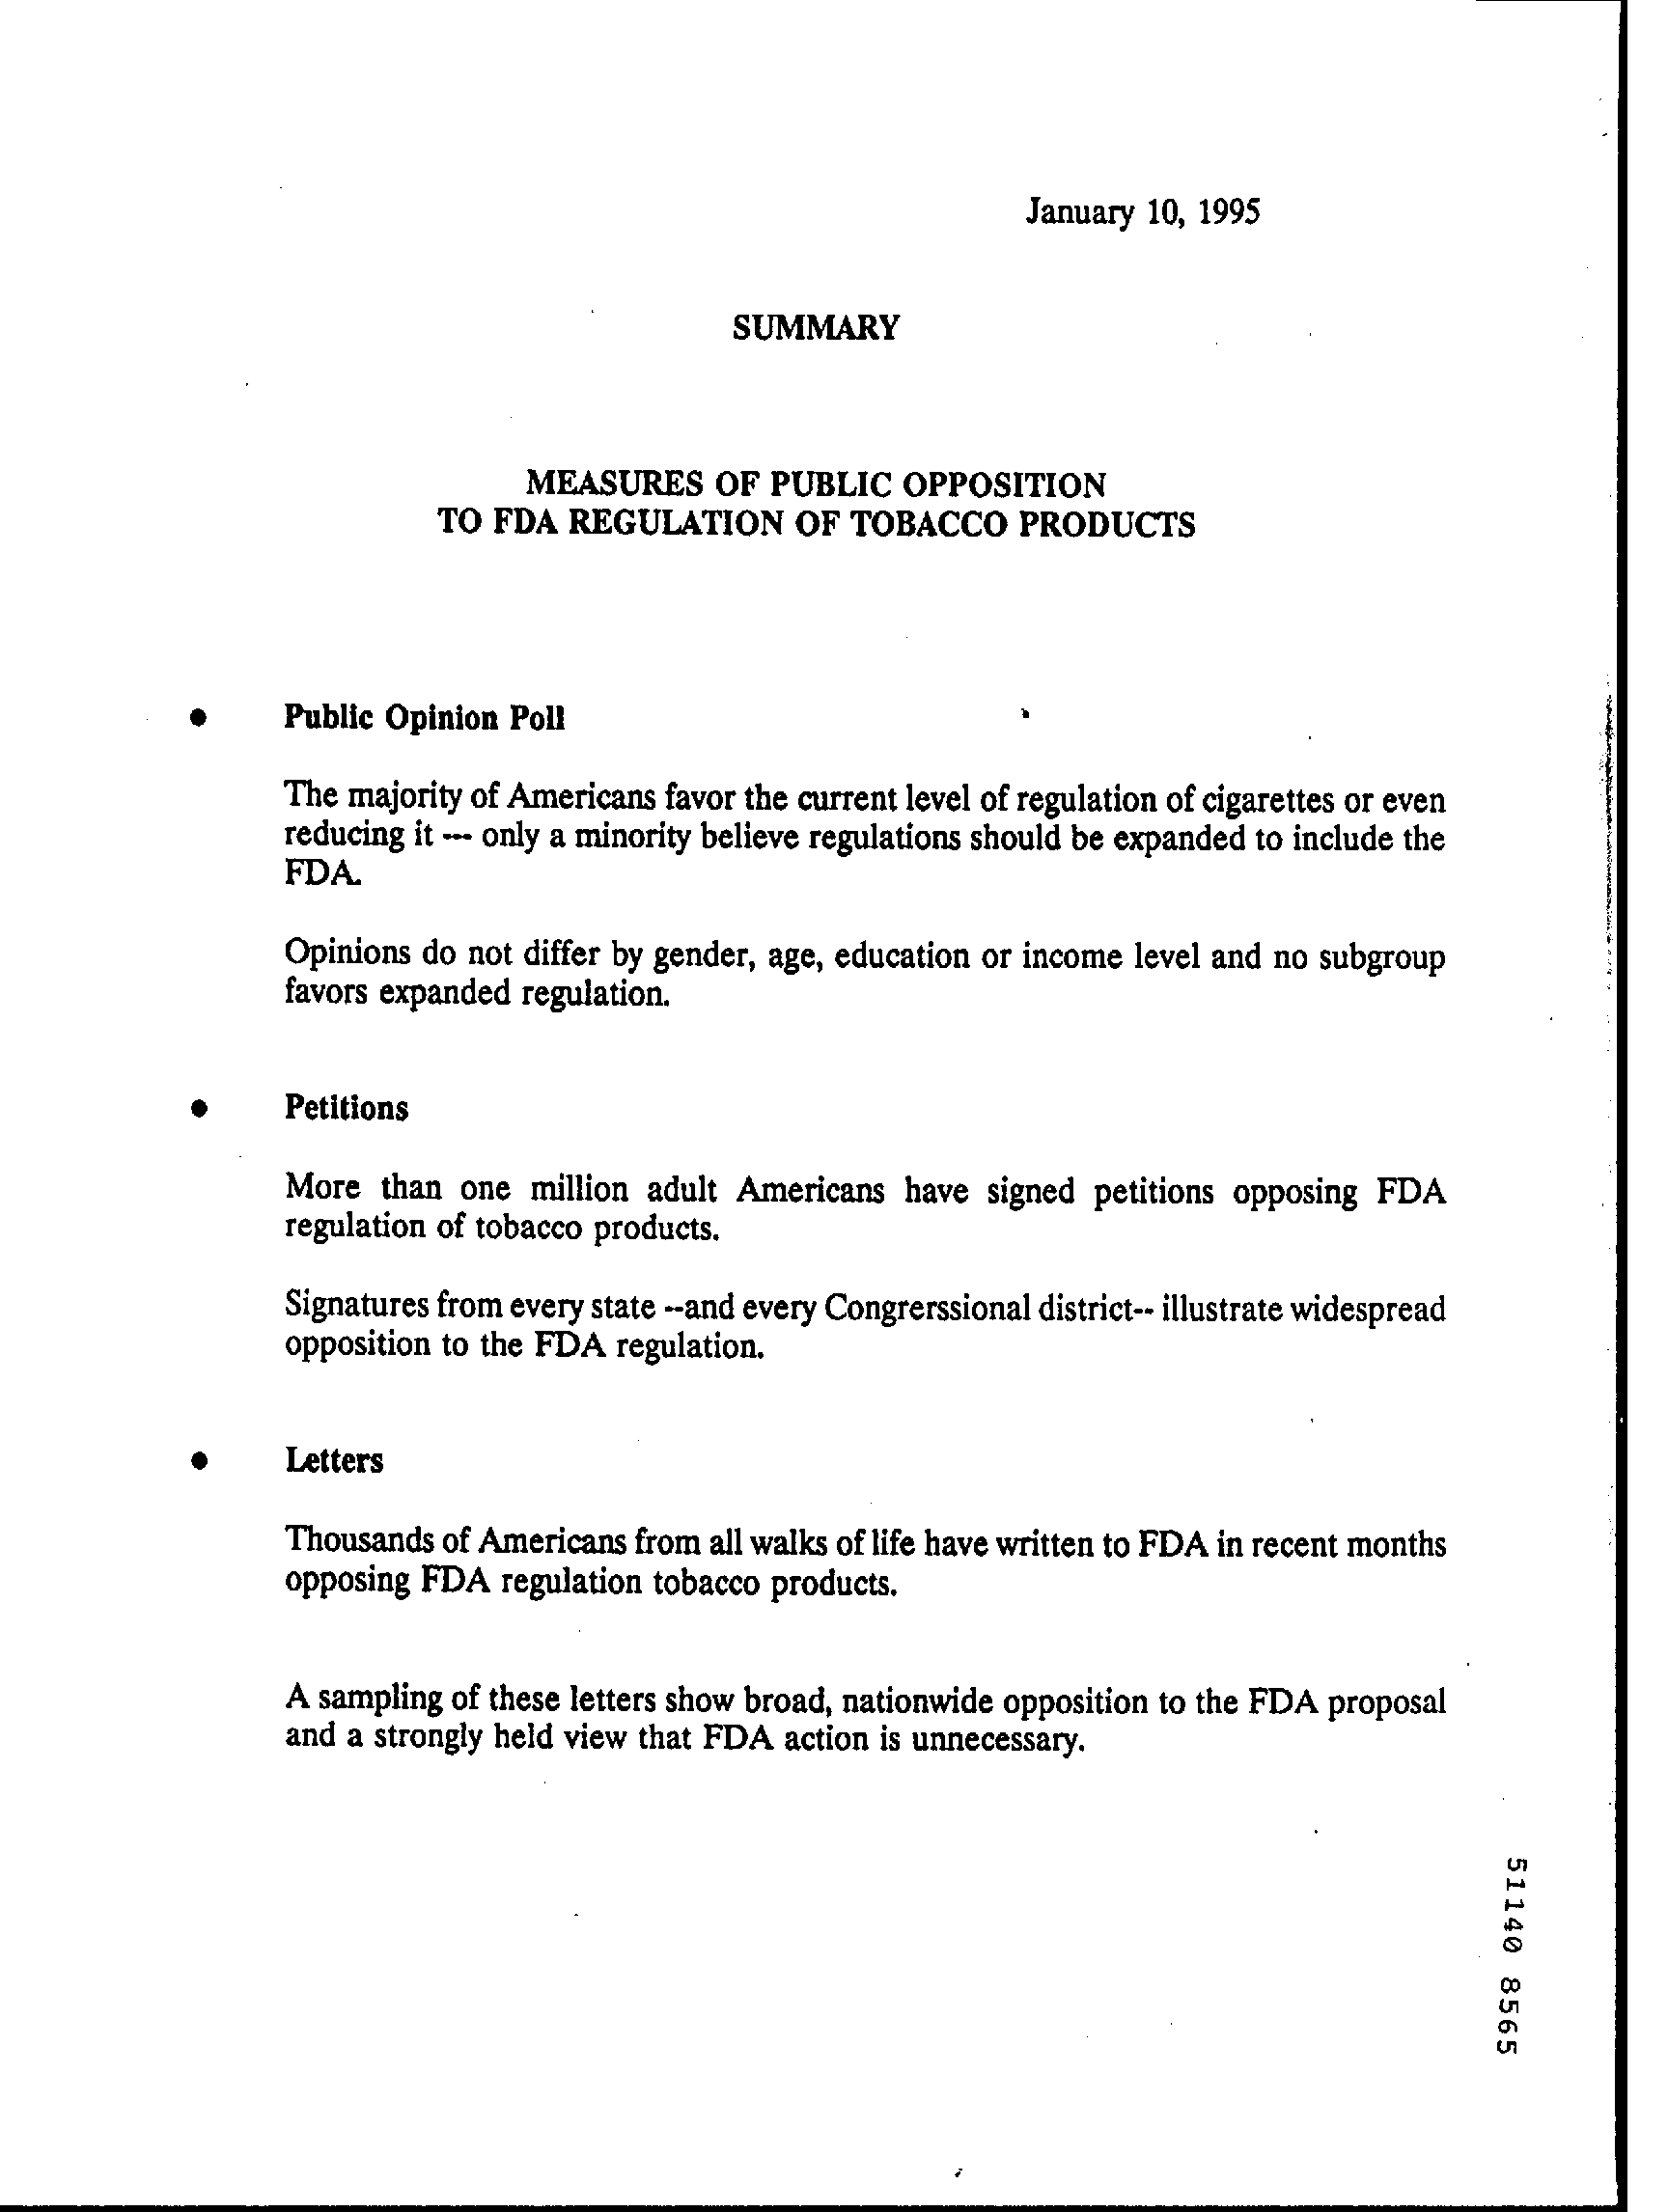 January 10, 1995
SUMMARY
MEASURES OF PUBLIC OPPOSITION
TO FDA REGULATION OF TOBACCO PRODUCTS
• Public Opinion Poll
The majority of Americans favor the current level of regulation of cigarettes or even
reducing it --- only a minority believe regulations should be expanded to include the
FDA.
Opinions do not differ by gender, age, education or income level and no subgroup
favors expanded regulation.
• Petitions
More than one million adult Americans have signed petitions opposing FDA
regulation of tobacco products.
Signatures from every state --and every Congrerssional district-- illustrate widespread
opposition to the FDA regulation.
• Letters
Thousands of Americans from all walks of life have written to FDA in recent months
opposing FDA regulation tobacco products.
A sampling of these letters show broad, nationwide opposition to the FDA proposal
and a strongly held view that FDA action is unnecessary.
51140 8565